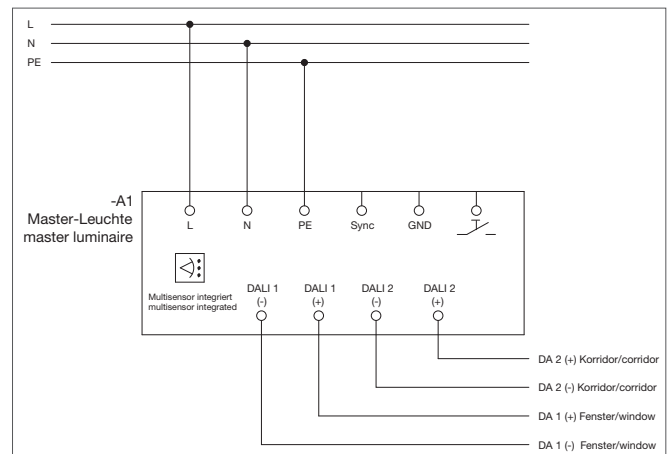 L
N
PE
-A1
Master-Leuchte
master luminaire
L N PE Sync GND
Multisensor integriert
multisensor integrated
DALI 1 DALI 1 DALI 2 DALI 2
(-) (+) (-) (+)
DA 2 (+) Korridor/corridor
DA 2 (-) Korridor/corridor
DA 1 (+) Fenster/window
DA 1 (-) Fenster/window